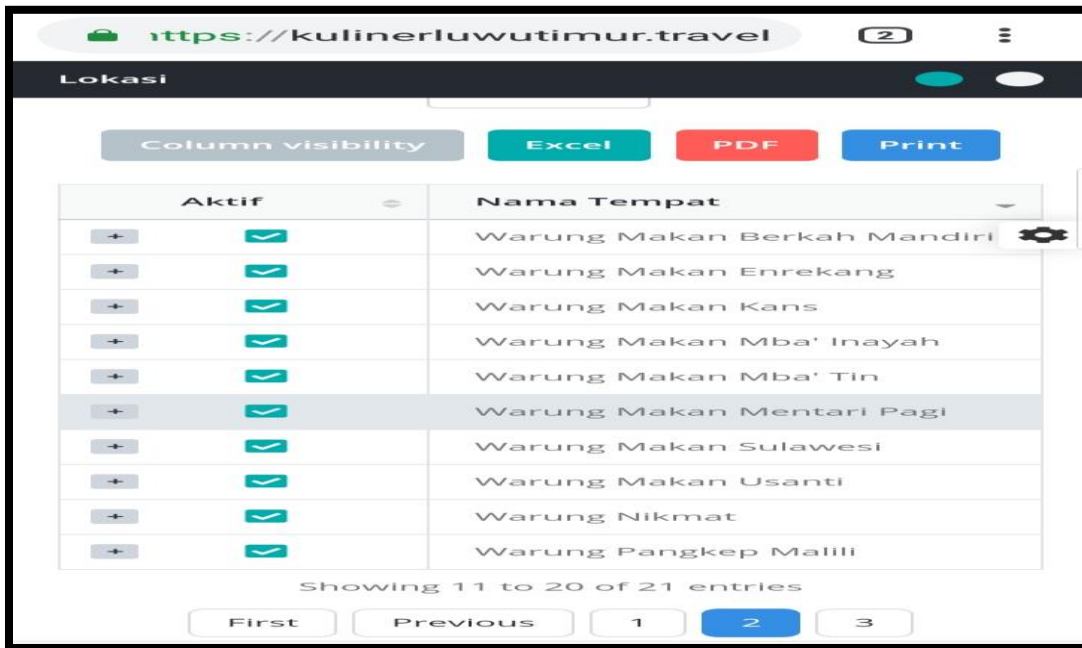 ttps://kulinerluwutimur.travel 2
Lokasi
Column visibility Excel PDF Print
Aktif Nama Tempat
+ Warung Makan Berkah Mandiri
+ Warung Makan Enrekang
+ Warung Makan Kans
+ Warung Makan Mba' Inayah
+ Warung Makan Mba' Tin
+ Warung Makan Mentari Pagi
+ Warung Makan Sulawesi
+ Warung Makan Usanti
+ Warung Nikmat
+ Warung Pangkep Malili
Showing 11 to 20 of 21 entries
First Previous 1 2 3